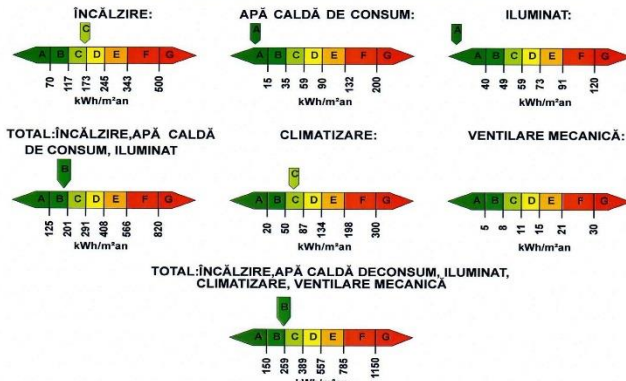 ÎNCĂLZIRE:
C
A B C D E F G
70 117 173 245 343 500
kWh/m²an
APĂ CALDĂ DE CONSUM:
A
A B C D E F G
15 35 59 90 132 200
kWh/m²an
ILUMINAT:
A
A B C D E F G
40 49 59 73 91 120
kWh/m²an
TOTAL:ÎNCĂLZIRE,APĂ CALDĂ
DE CONSUM, ILUMINAT
B
A B C D E F G
125 201 291 408 566 820
kWh/m²an
CLIMATIZARE:
C
A B C D E F G
20 50 87 134 198 300
kWh/m²an
VENTILARE MECANICĂ:
A B C D E F G
5 8 11 15 21 30
kWh/m²an
TOTAL:ÎNCĂLZIRE,APĂ CALDĂ DECONSUM, ILUMINAT,
CLIMATIZARE, VENTILARE MECANICĂ
B
A B C D E F G
150 259 389 557 785 1150
kWh/m²an